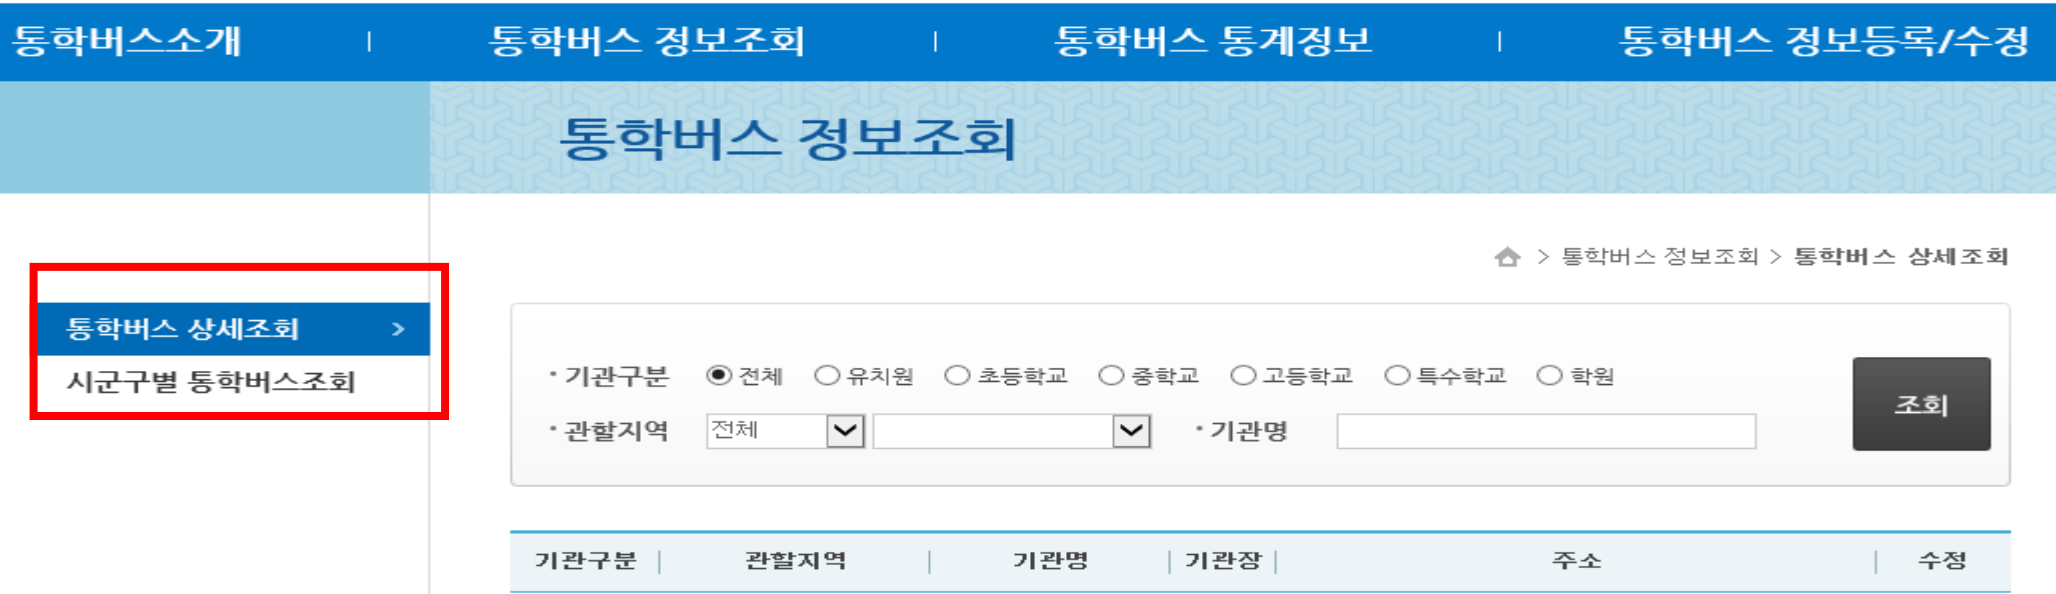 통학버스소개 | 통학버스 정보조회 | 통학버스 통계정보 | 통학버스 정보등록/수정
통학버스 정보조회
> 통학버스 정보조회 > 통학버스 상세조회
통학버스 상세조회 >
시군구별 통학버스조회
· 기관구분 전체 유치원 초등학교 중학교 고등학교 특수학교 학원
· 관할지역 전체 · 기관명
조회
기관구분 | 관할지역 | 기관명 | 기관장 | 주소 | 수정